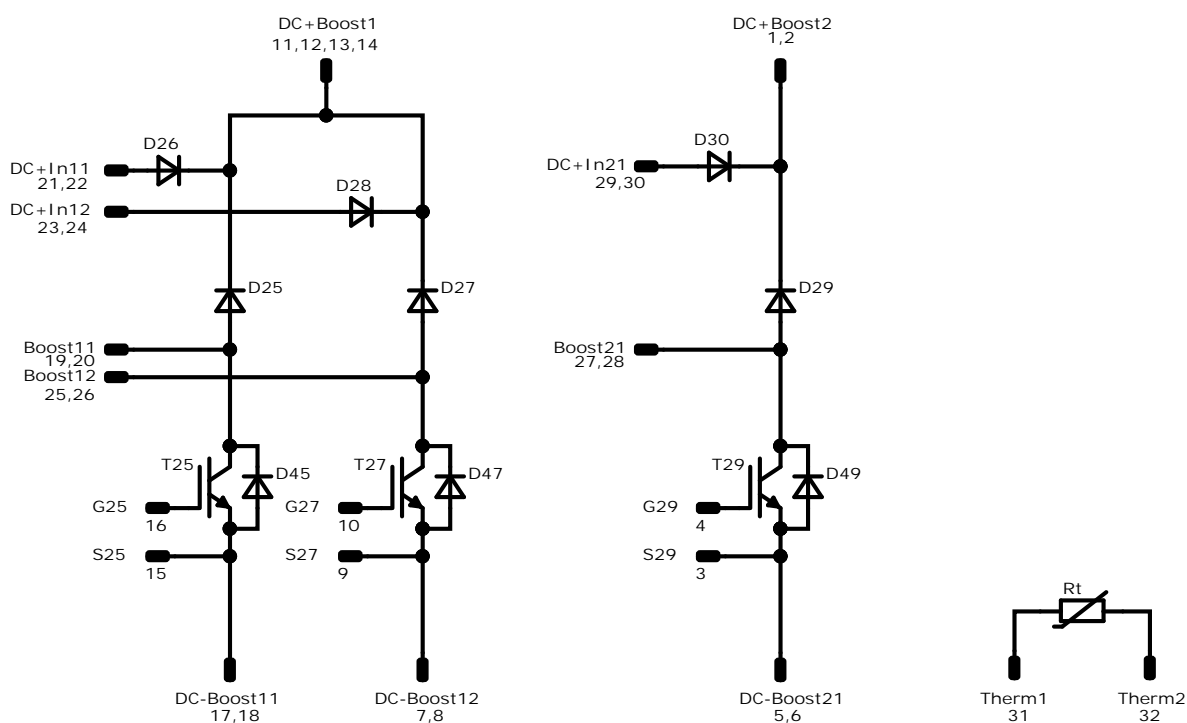 DC+Boost1
11,12,13,14
DC+Boost2
1,2
D26
D30
DC+In11
21,22
DC+In21
29,30
D28
DC+In12
23,24
D25
D27
D29
Boost11
19,20
Boost21
27,28
Boost12
25,26
T25
D45
T27
D47
T29
D49
G25
16
G27
10
G29
4
S25
15
S27
9
S29
3
Rt
DC-Boost11
17,18
DC-Boost12
7,8
DC-Boost21
5,6
Therm1
31
Therm2
32